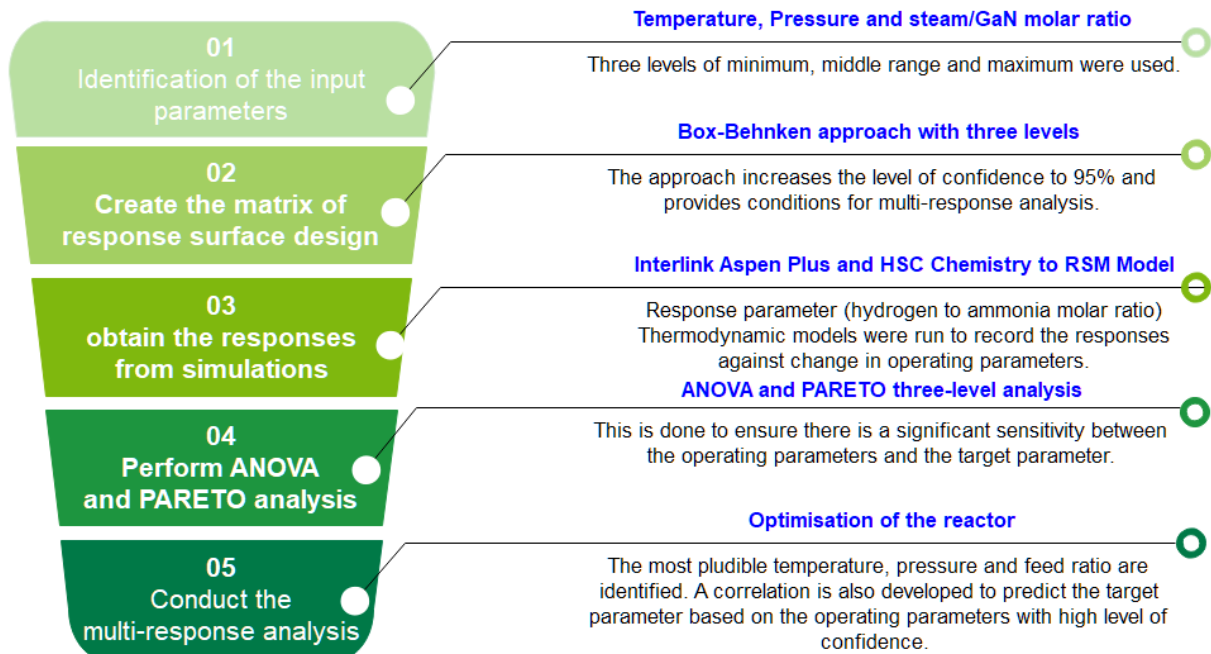 01
Identification of the input
parameters
Temperature, Pressure and steam/GaN molar ratio
Three levels of minimum, middle range and maximum were used.
02
Create the matrix of
response surface design
Box-Behnken approach with three levels
The approach increases the level of confidence to 95% and
provides conditions for multi-response analysis.
03
obtain the responses
from simulations
Interlink Aspen Plus and HSC Chemistry to RSM Model
Response parameter (hydrogen to ammonia molar ratio)
Thermodynamic models were run to record the responses
against change in operating parameters.
04
Perform ANOVA
and PARETO analysis
ANOVA and PARETO three-level analysis
This is done to ensure there is a significant sensitivity between
the operating parameters and the target parameter.
05
Conduct the
multi-response analysis
Optimisation of the reactor
The most pludible temperature, pressure and feed ratio are
identified. A correlation is also developed to predict the target
parameter based on the operating parameters with high level of
confidence.